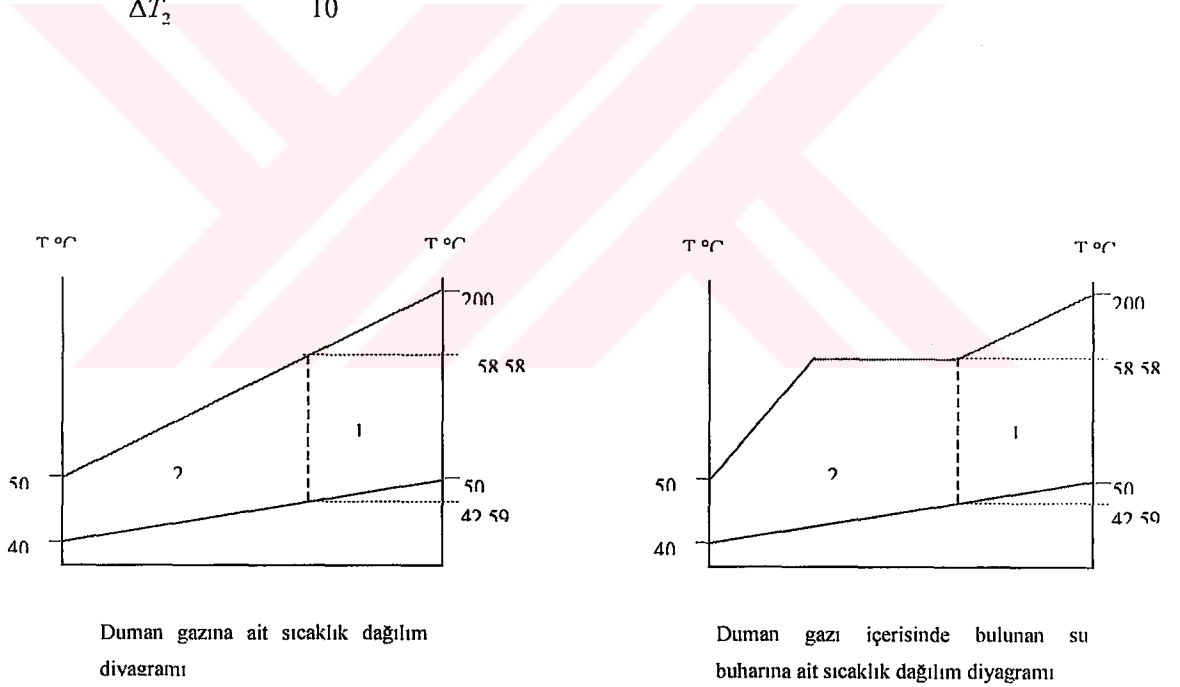 ΔT₂ 10
T °C T °C
200
58 58
1
2
50 50
42 59
40
Duman gazına ait sıcaklık dağılım
diyagramı
T °C T °C
200
58 58
1
2
50 50
42 59
40
Duman gazı içerisinde bulunan su
buharına ait sıcaklık dağılım diyagramı